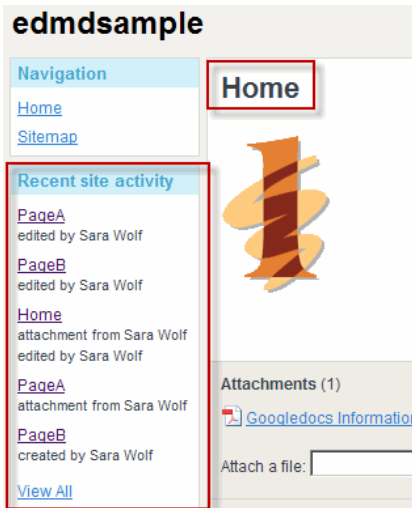 edmdsample
Navigation
Home
Sitemap
Recent site activity
PageA
edited by Sara Wolf
PageB
edited by Sara Wolf
Home
attachment from Sara Wolf
edited by Sara Wolf
PageA
attachment from Sara Wolf
PageB
created by Sara Wolf
View All
Home
Attachments (1)
Googledocs Information
Attach a file: